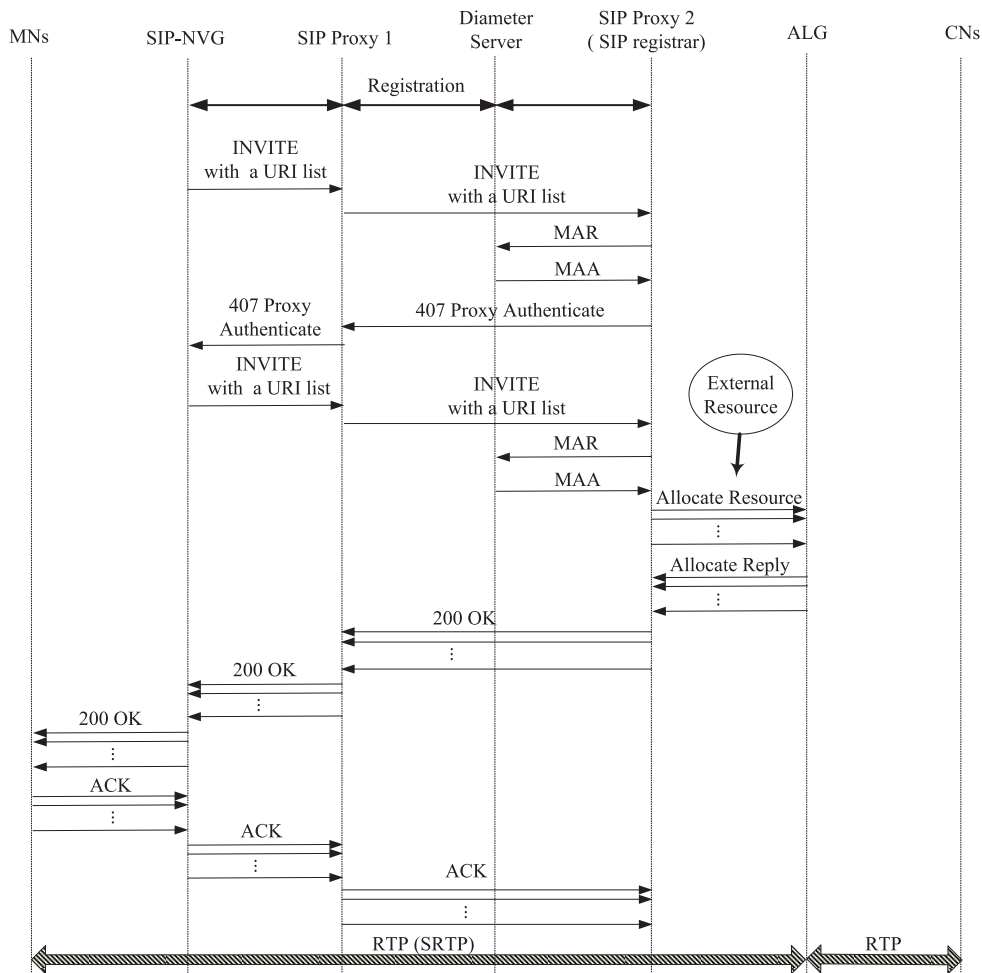 MNs
SIP-NVG
SIP Proxy 1
Diameter
Server
SIP Proxy 2
( SIP registrar)
ALG
CNs
Registration
INVITE
with a URI list
INVITE
with a URI list
MAR
MAA
407 Proxy Authenticate
407 Proxy
Authenticate
INVITE
with a URI list
INVITE
with a URI list
External
Resource
MAR
MAA
Allocate Resource
...
Allocate Reply
...
200 OK
...
200 OK
...
200 OK
...
ACK
...
ACK
...
ACK
...
RTP (SRTP)
RTP